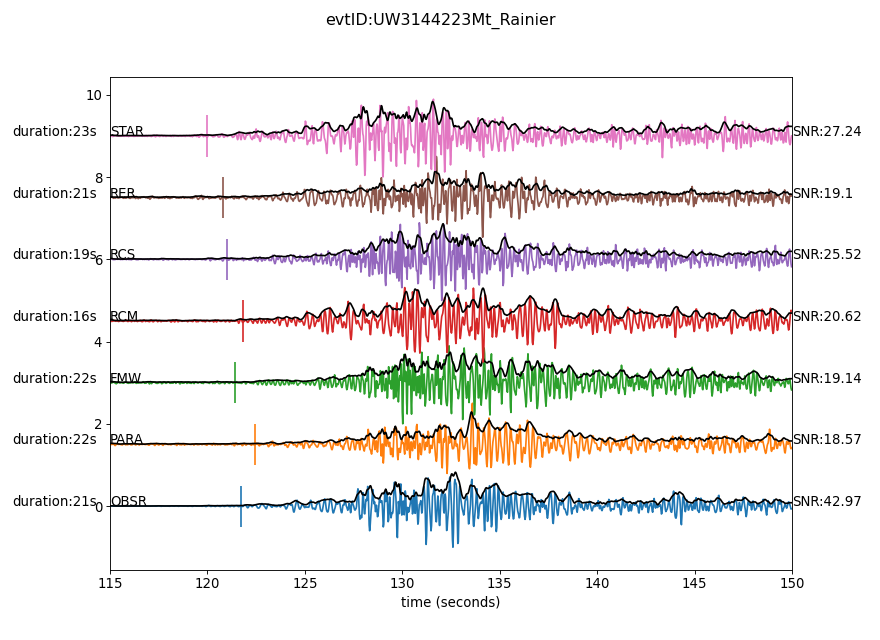 evtID:UW3144223Mt_Rainier
10
duration:23s STAR SNR:27.24
8
duration:21s RER SNR:19.1
duration:19s RCS SNR:25.52
6
duration:16s RCM SNR:20.62
4
duration:22s FMW SNR:19.14
2
duration:22s PARA SNR:18.57
duration:21s OBSR SNR:42.97
0
115 120 125 130 135 140 145 150
time (seconds)